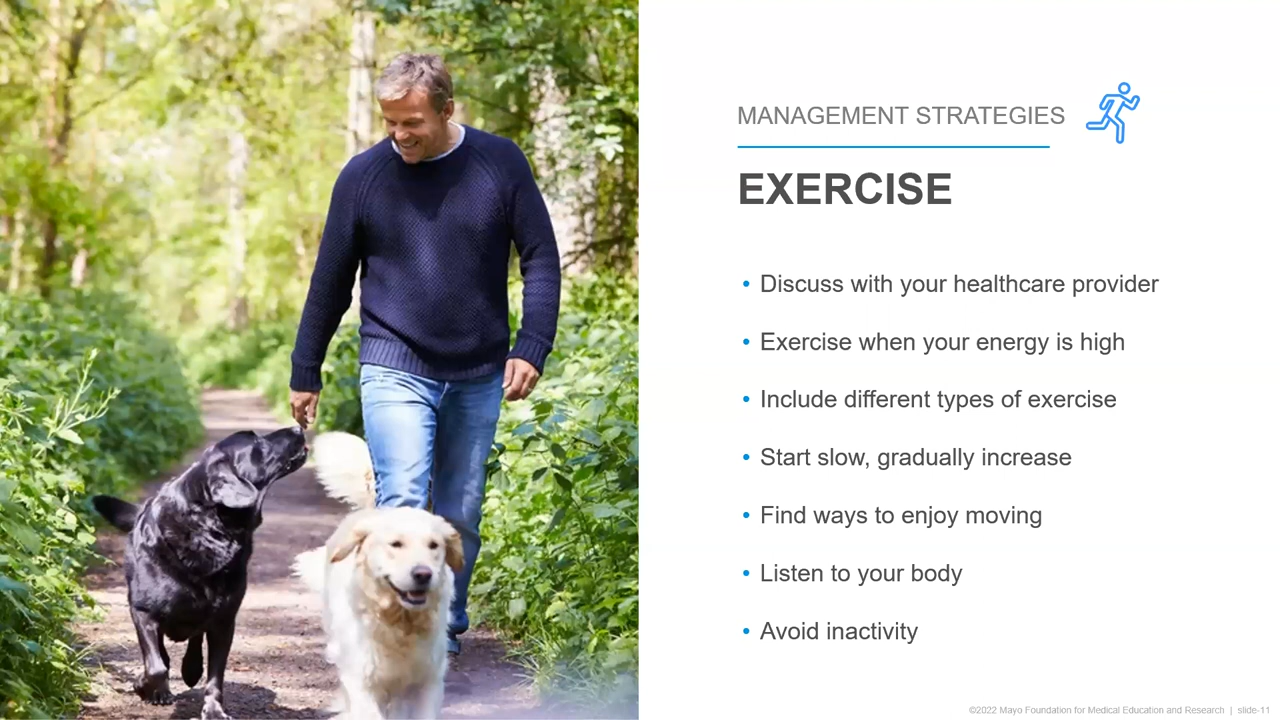 MANAGEMENT STRATEGIES
EXERCISE
• Discuss with your healthcare provider
• Exercise when your energy is high
• Include different types of exercise
• Start slow, gradually increase
• Find ways to enjoy moving
• Listen to your body
• Avoid inactivity
©2022 Mayo Foundation for Medical Education and Research | slide-11